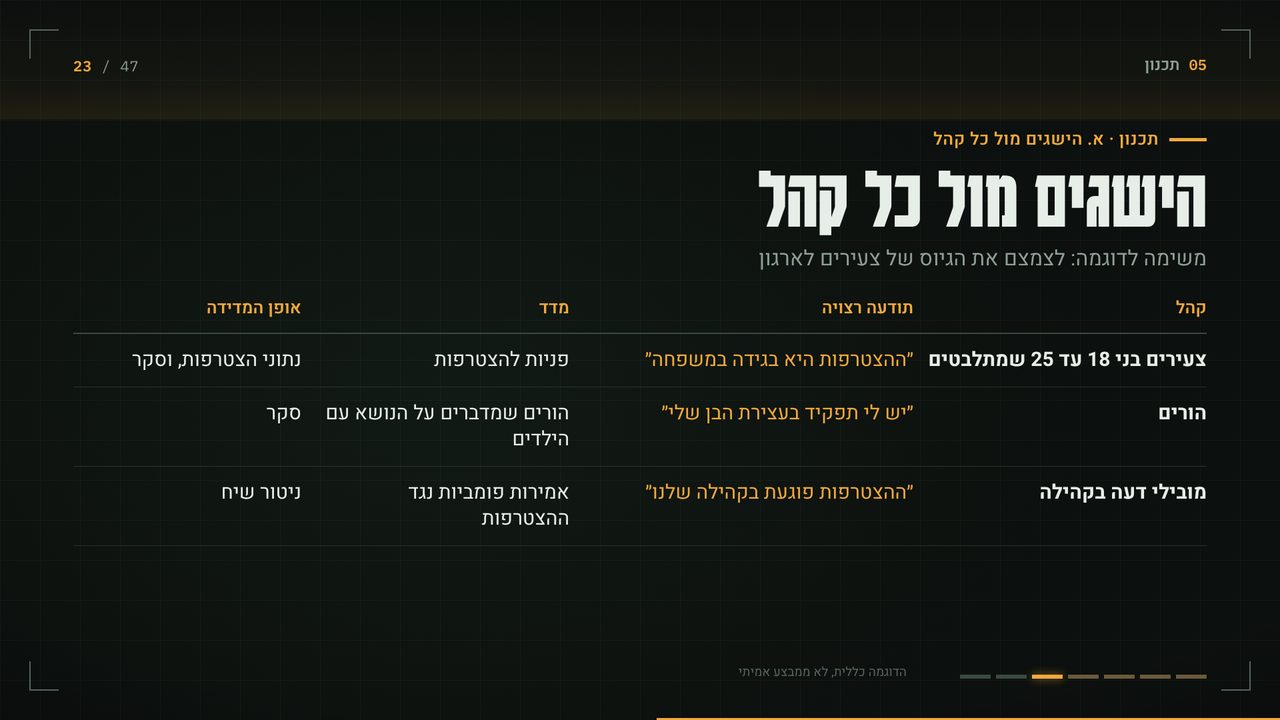 05 תכנון
23 / 47
תכנון · א. הישגים מול כל קהל
הישגים מול כל קהל
משימה לדוגמה: לצמצם את הגיוס של צעירים לארגון
קהל
תודעה רצויה
מדד
אופן המדידה
צעירים בני 18 עד 25 שמתלבטים
"ההצטרפות היא בגידה במשפחה"
פניות להצטרפות
נתוני הצטרפות, וסקר
הורים
"יש לי תפקיד בעצירת הבן שלי"
הורים שמדברים על הנושא עם
הילדים
סקר
מובילי דעה בקהילה
"ההצטרפות פוגעת בקהילה שלנו"
אמירות פומביות נגד
ההצטרפות
ניטור שיח
הדוגמה כללית, לא ממבצע אמיתי